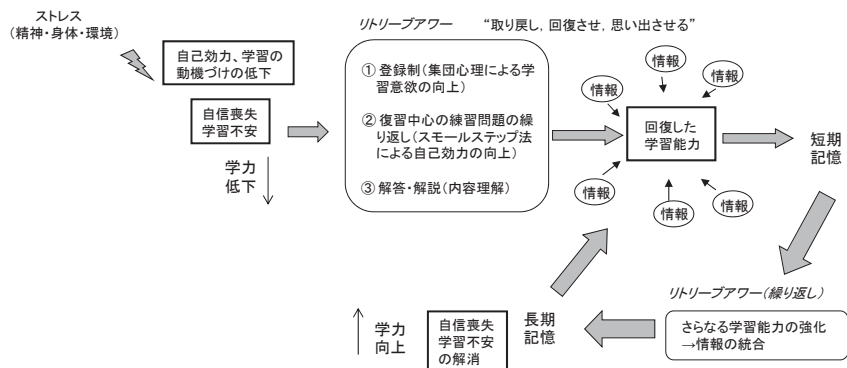 ストレス
（精神・身体・環境）
自己効力、学習の
動機づけの低下
自信喪失
学習不安
学力
低下
リトリーブアワー　“取り戻し，回復させ，思い出させる”
① 登録制（集団心理による学
習意欲の向上）
② 復習中心の練習問題の繰
り返し（スモールステップ法
による自己効力の向上）
③ 解答・解説（内容理解）
情報
情報
情報
回復した
学習能力
情報
情報
情報
短期
記憶
リトリーブアワー（繰り返し）
さらなる学習能力の強化
→情報の統合
長期
記憶
自信喪失
学習不安
の解消
学力
向上